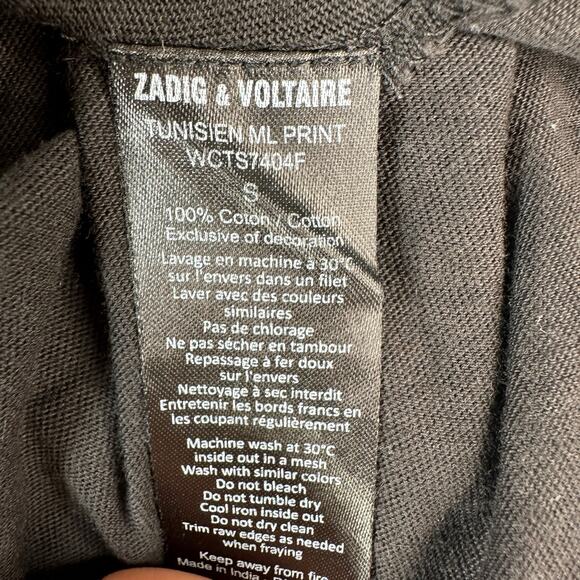 ZADIG & VOLTAIRE
TUNISIEN ML PRINT
WCTS7404F
S
100% Coton / Cotton
Exclusive of decoration
Lavage en machine à 30°C
sur l'envers dans un filet
Laver avec des couleurs
similaires
Pas de chlorage
Ne pas sécher en tambour
Repassage à fer doux
sur l'envers
Nettoyage à sec interdit
Entretenir les bords francs en
les coupant régulièrement
Machine wash at 30°C
inside out in a mesh
Wash with similar colors
Do not bleach
Do not tumble dry
Cool iron inside out
Do not dry clean
Trim raw edges as needed
when fraying
Keep away from fire
Made in India -